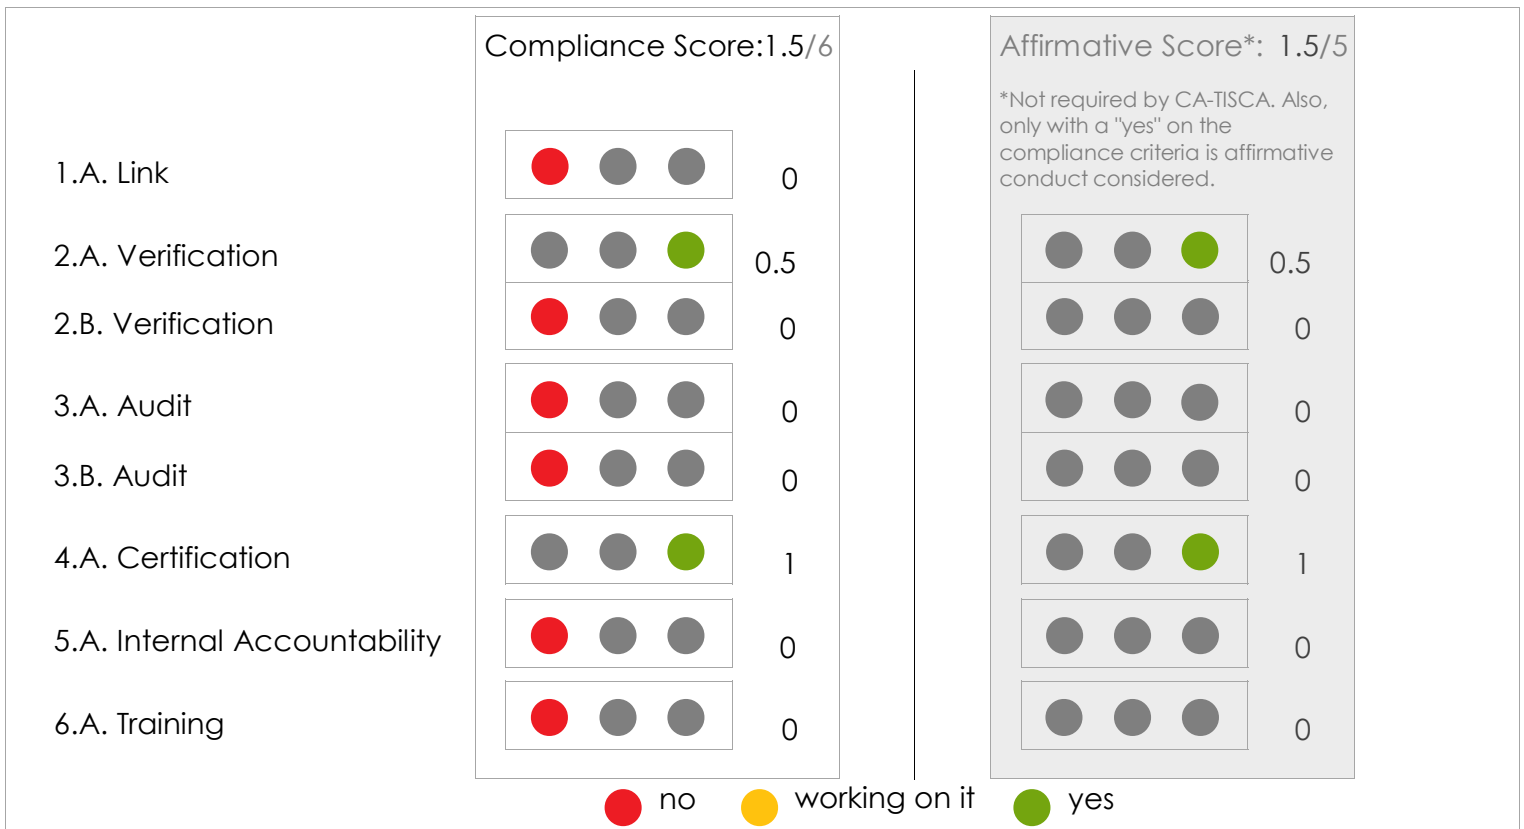 Compliance Score:1.5/6
Affirmative Score*: 1.5/5
*Not required by CA-TISCA. Also,
only with a "yes" on the
compliance criteria is affirmative
conduct considered.
1.A. Link 0
2.A. Verification 0.5 0.5
2.B. Verification 0 0
3.A. Audit 0 0
3.B. Audit 0 0
4.A. Certification 1 1
5.A. Internal Accountability 0 0
6.A. Training 0 0
no working on it yes